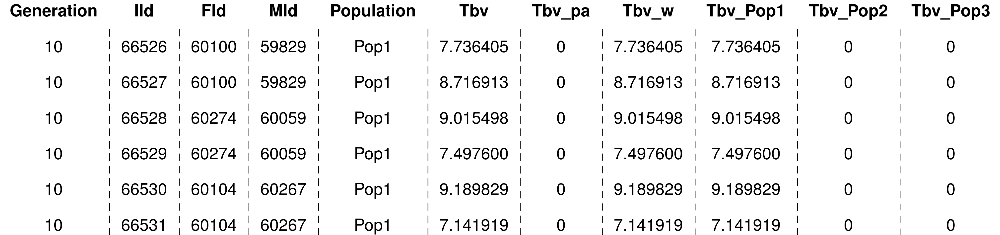 Generation IId FId MId Population Tbv Tbv_pa Tbv_w Tbv_Pop1 Tbv_Pop2 Tbv_Pop3
10 66526 60100 59829 Pop1 7.736405 0 7.736405 7.736405 0 0
10 66527 60100 59829 Pop1 8.716913 0 8.716913 8.716913 0 0
10 66528 60274 60059 Pop1 9.015498 0 9.015498 9.015498 0 0
10 66529 60274 60059 Pop1 7.497600 0 7.497600 7.497600 0 0
10 66530 60104 60267 Pop1 9.189829 0 9.189829 9.189829 0 0
10 66531 60104 60267 Pop1 7.141919 0 7.141919 7.141919 0 0